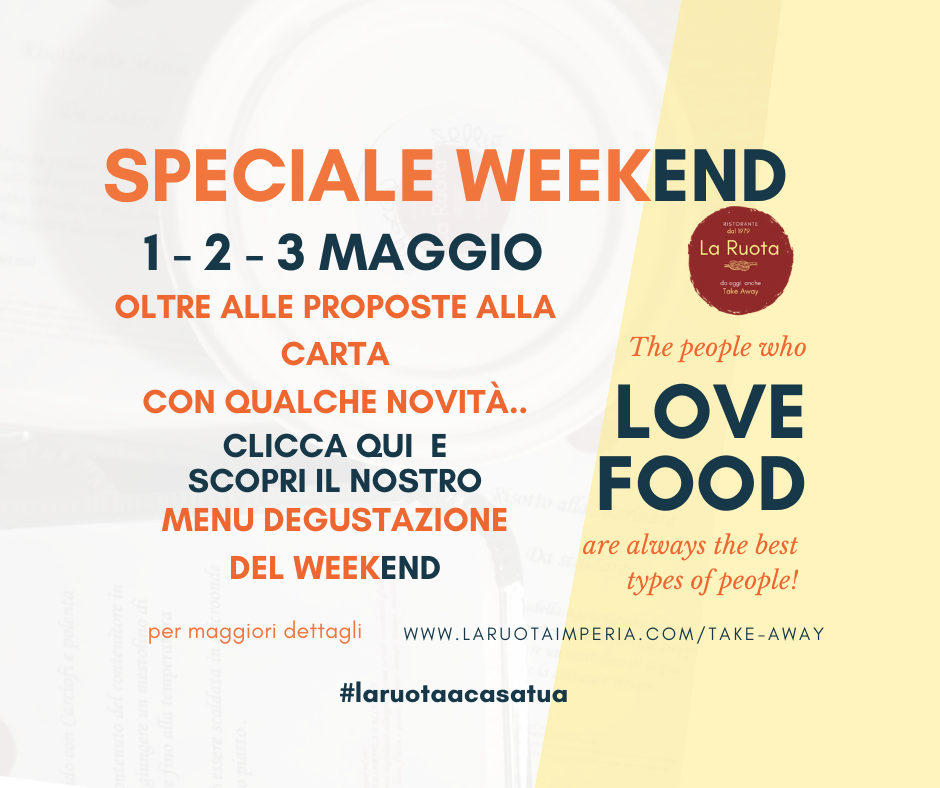 SPECIALE WEEKEND
1 - 2 - 3 MAGGIO
OLTRE ALLE PROPOSTE ALLA
CARTA
CON QUALCHE NOVITÀ..
CLICCA QUI E
SCOPRI IL NOSTRO
MENU DEGUSTAZIONE
DEL WEEKEND
RISTORANTE
dal 1979
La Ruota
da oggi anche
Take Away
The people who
LOVE
FOOD
are always the best
types of people!
per maggiori dettagli
WWW.LARUOTAIMPERIA.COM/TAKE-AWAY
#laruotaacasatua